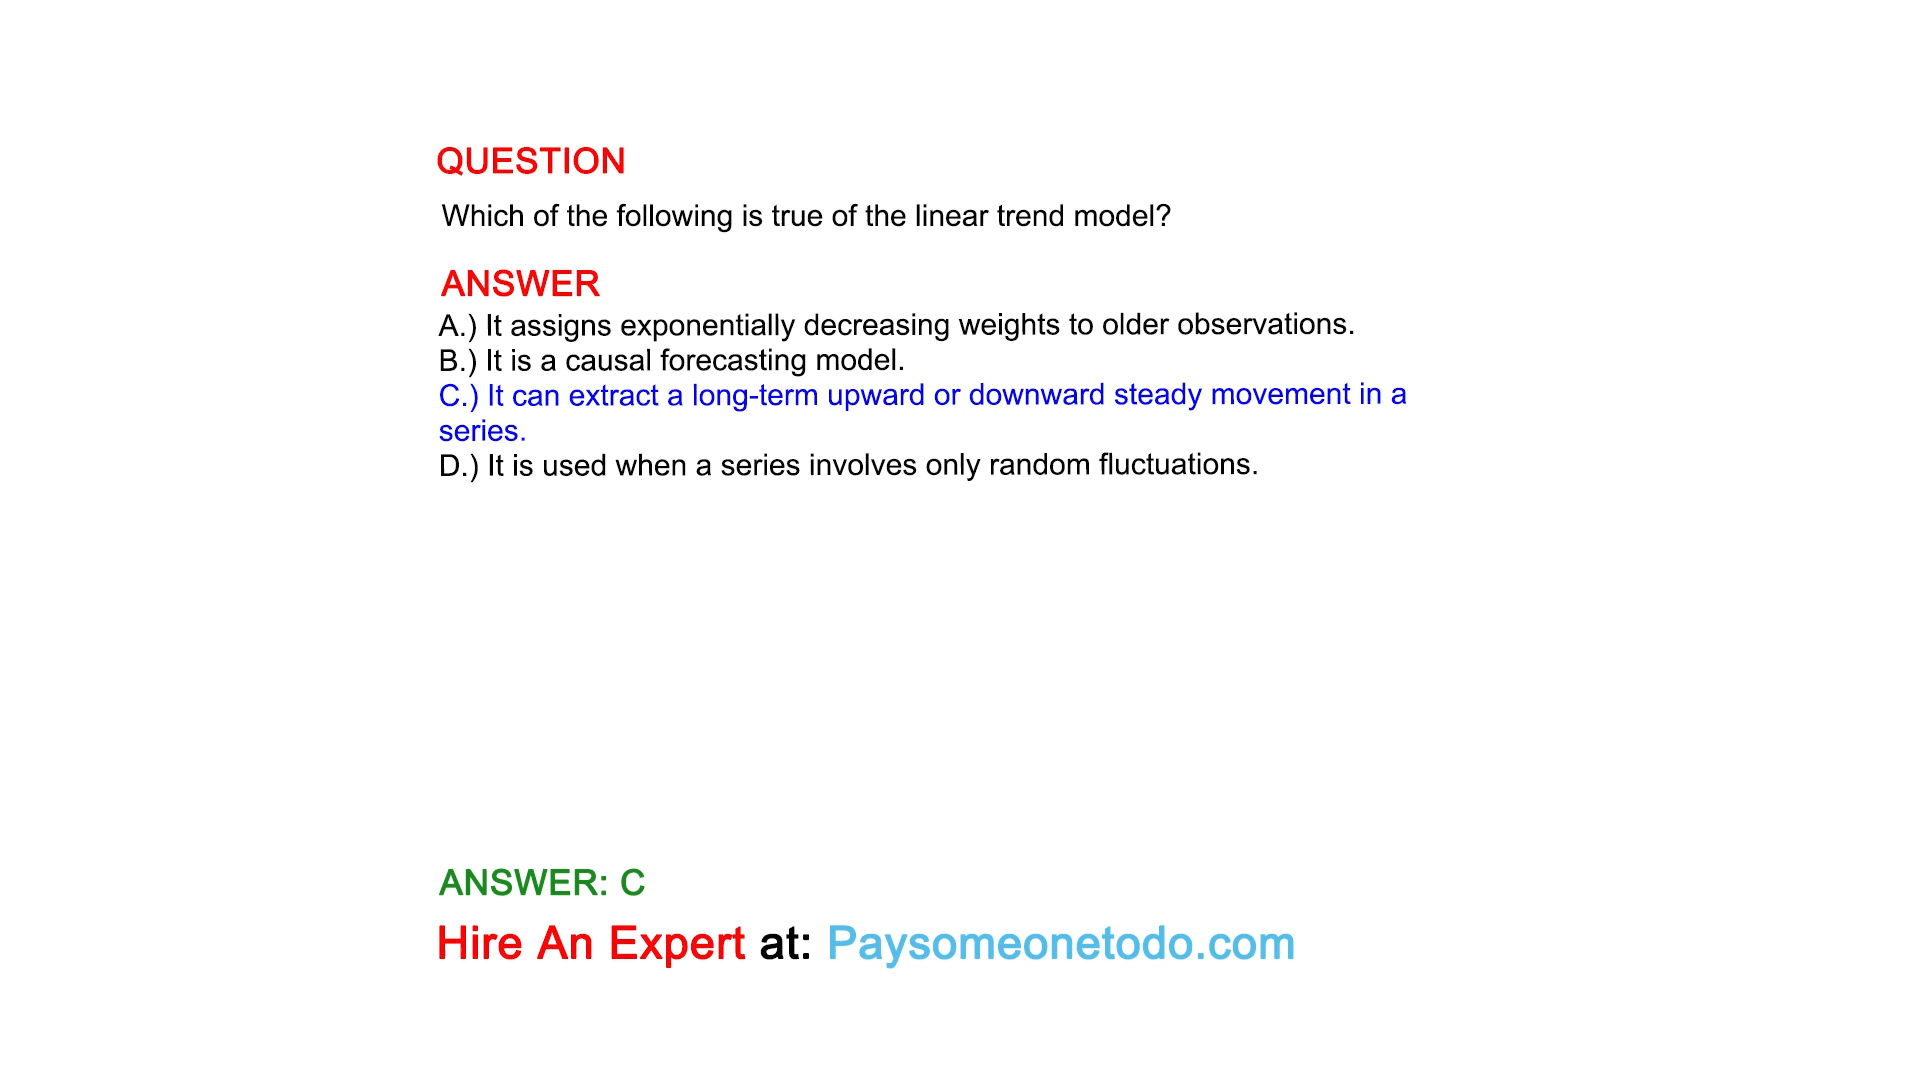 QUESTION
Which of the following is true of the linear trend model?
ANSWER
A.) It assigns exponentially decreasing weights to older observations.
B.) It is a causal forecasting model.
C.) It can extract a long-term upward or downward steady movement in a
series.
D.) It is used when a series involves only random fluctuations.
ANSWER: C
Hire An Expert at: Paysomeonetodo.com